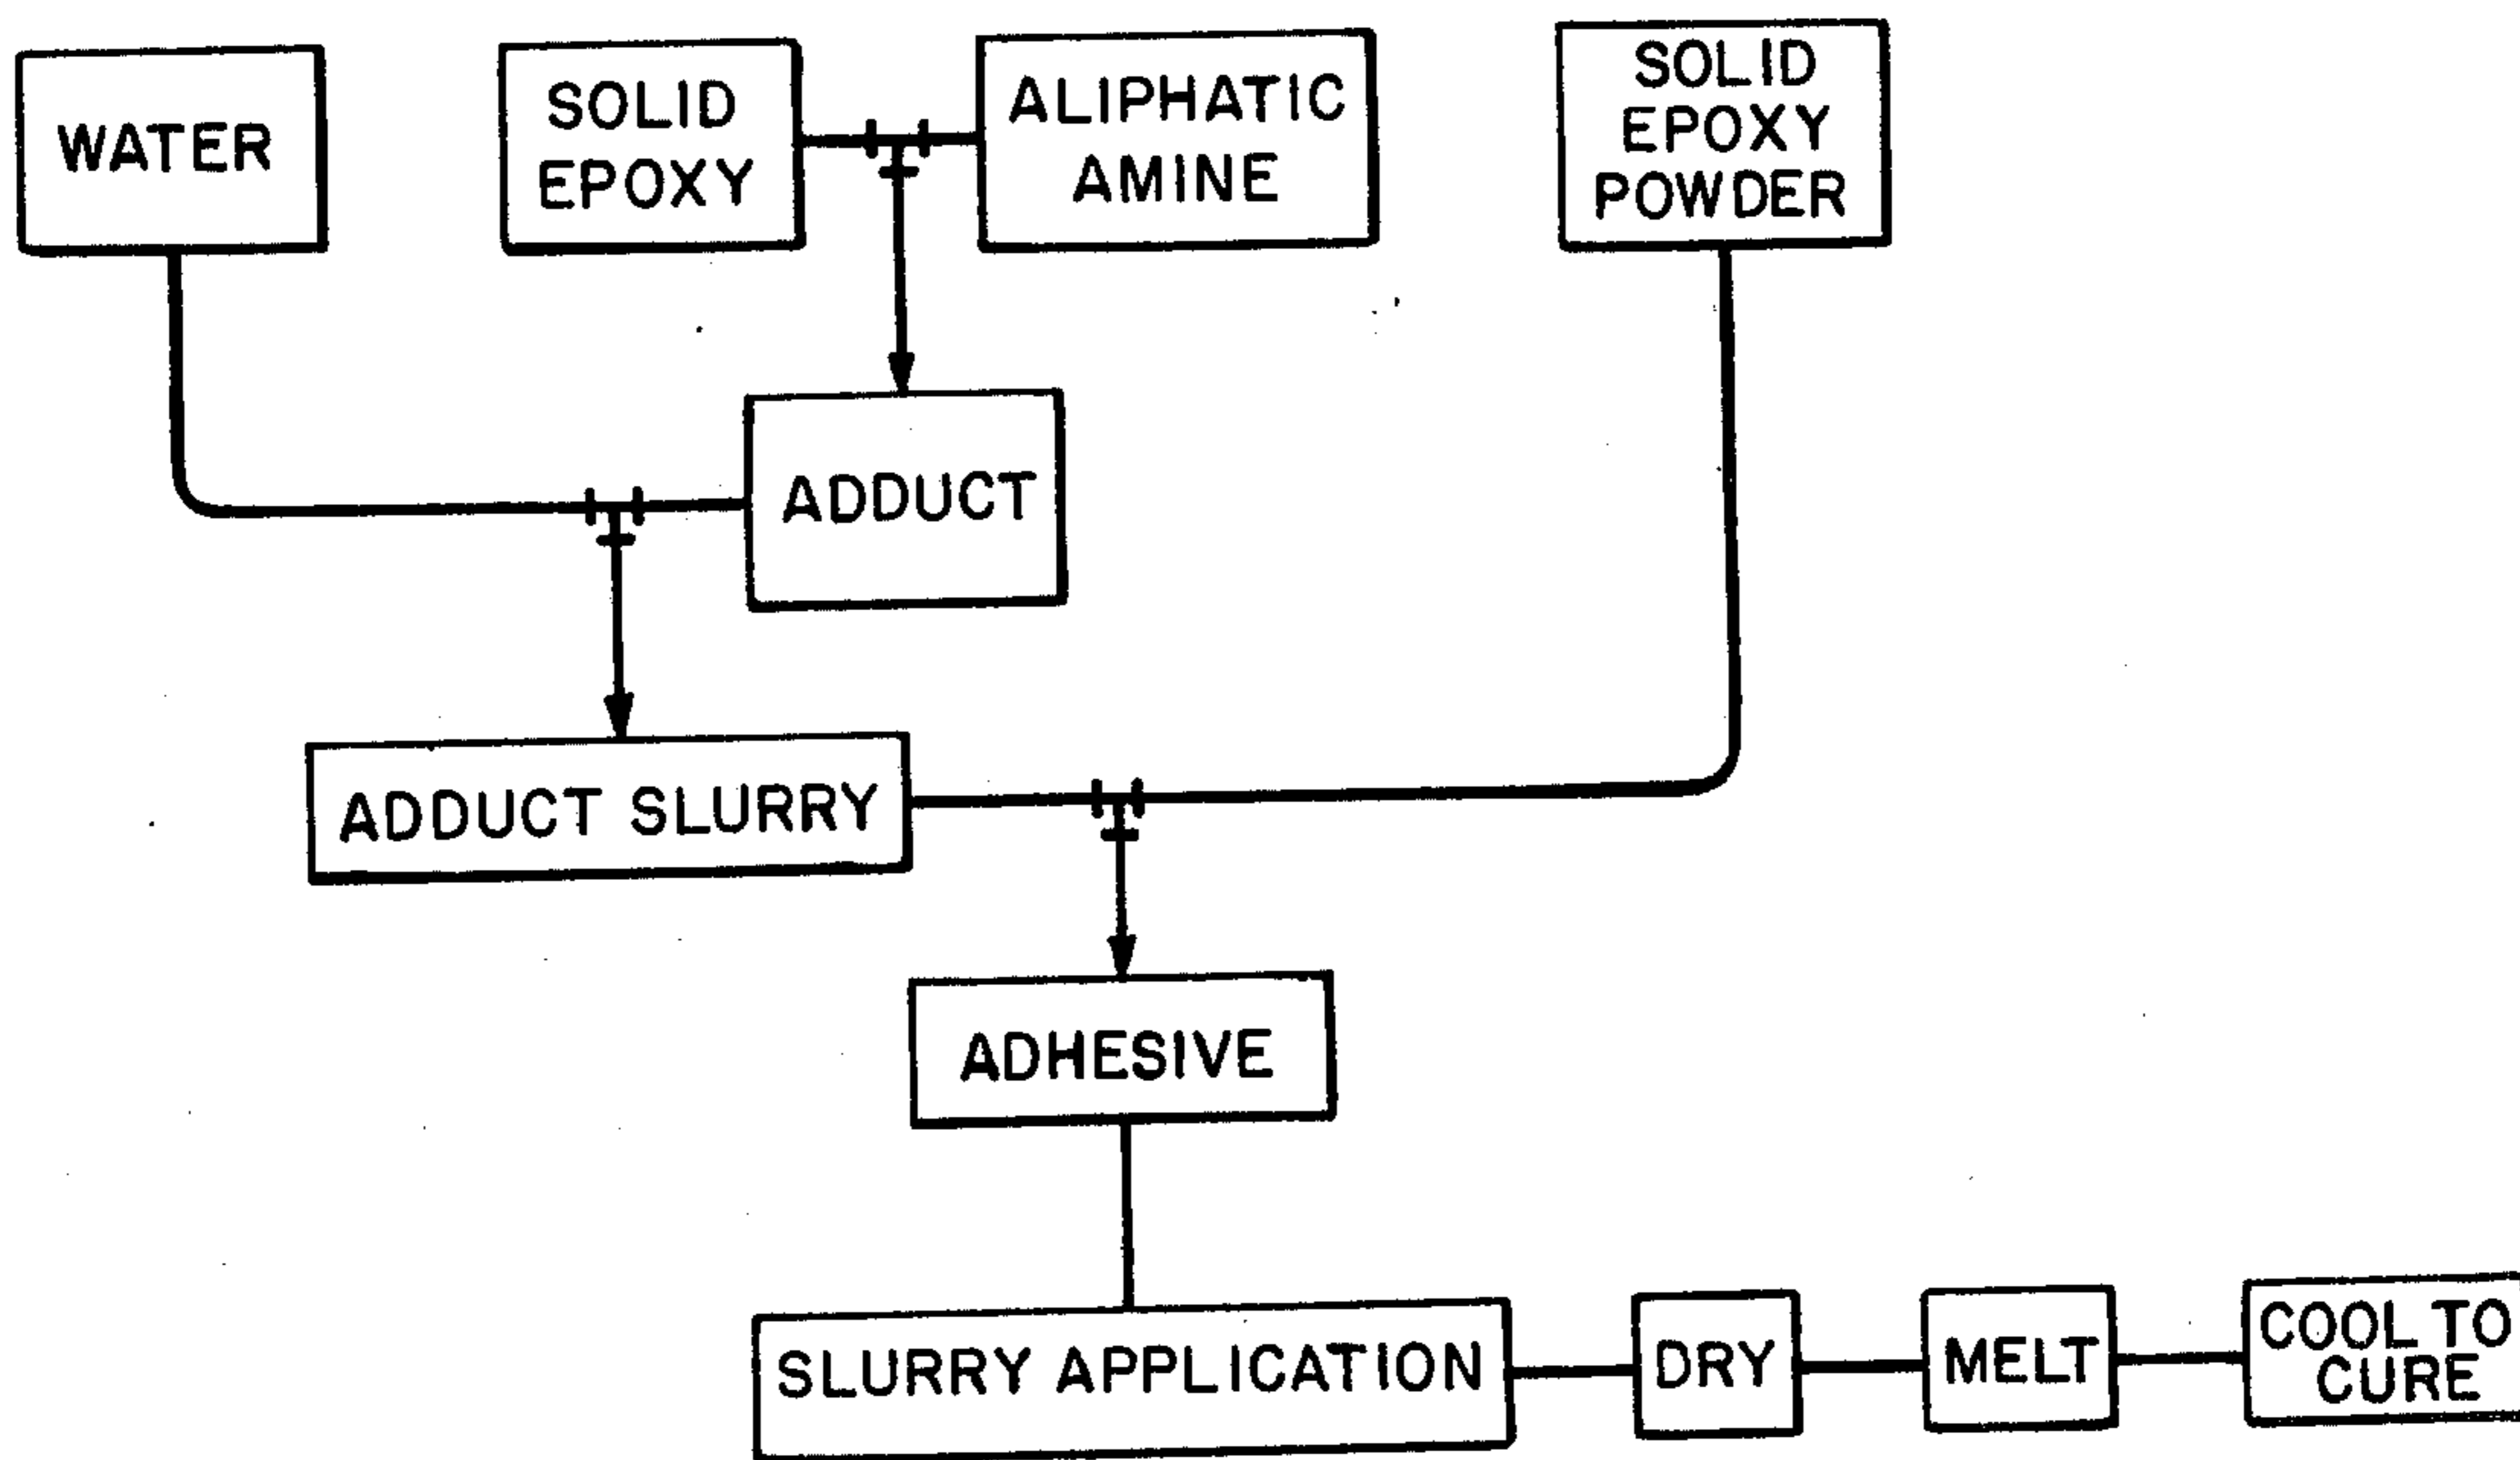 WATER
SOLID
EPOXY
ALIPHATIC
AMINE
SOLID
EPOXY
POWDER
ADDUCT
ADDUCT SLURRY
ADHESIVE
SLURRY APPLICATION
DRY
MELT
COOL TO
CURE